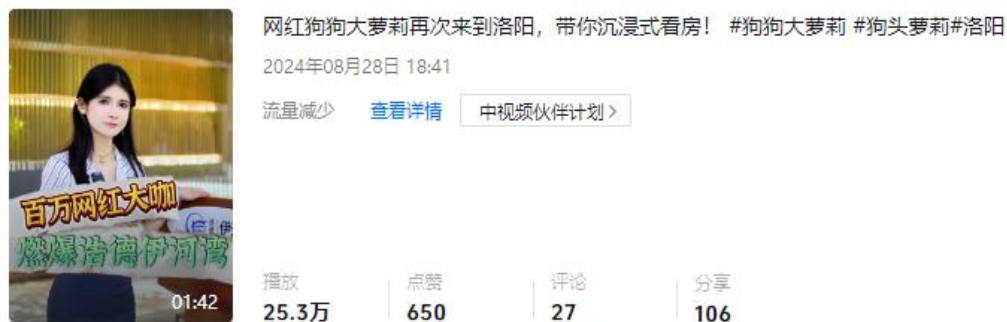 网红狗狗大萝莉再次来到洛阳，带你沉浸式看房！ #狗狗大萝莉 #狗头萝莉#洛阳
2024年08月28日 18:41
流量减少 查看详情 中视频伙伴计划 >
百万网红大咖
燃爆浩德伊河湾
01:42
播放 点赞 评论 分享
25.3万 650 27 106